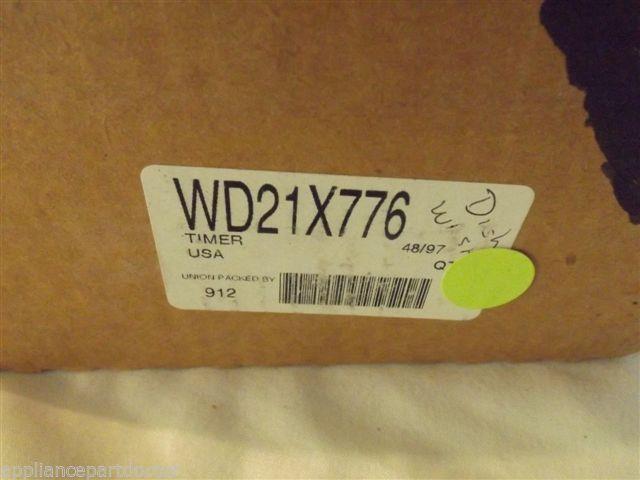 WD21X776
Dish
TIMER
48/97
USA
UNION PACKED BY
912
appliancepartdoctor